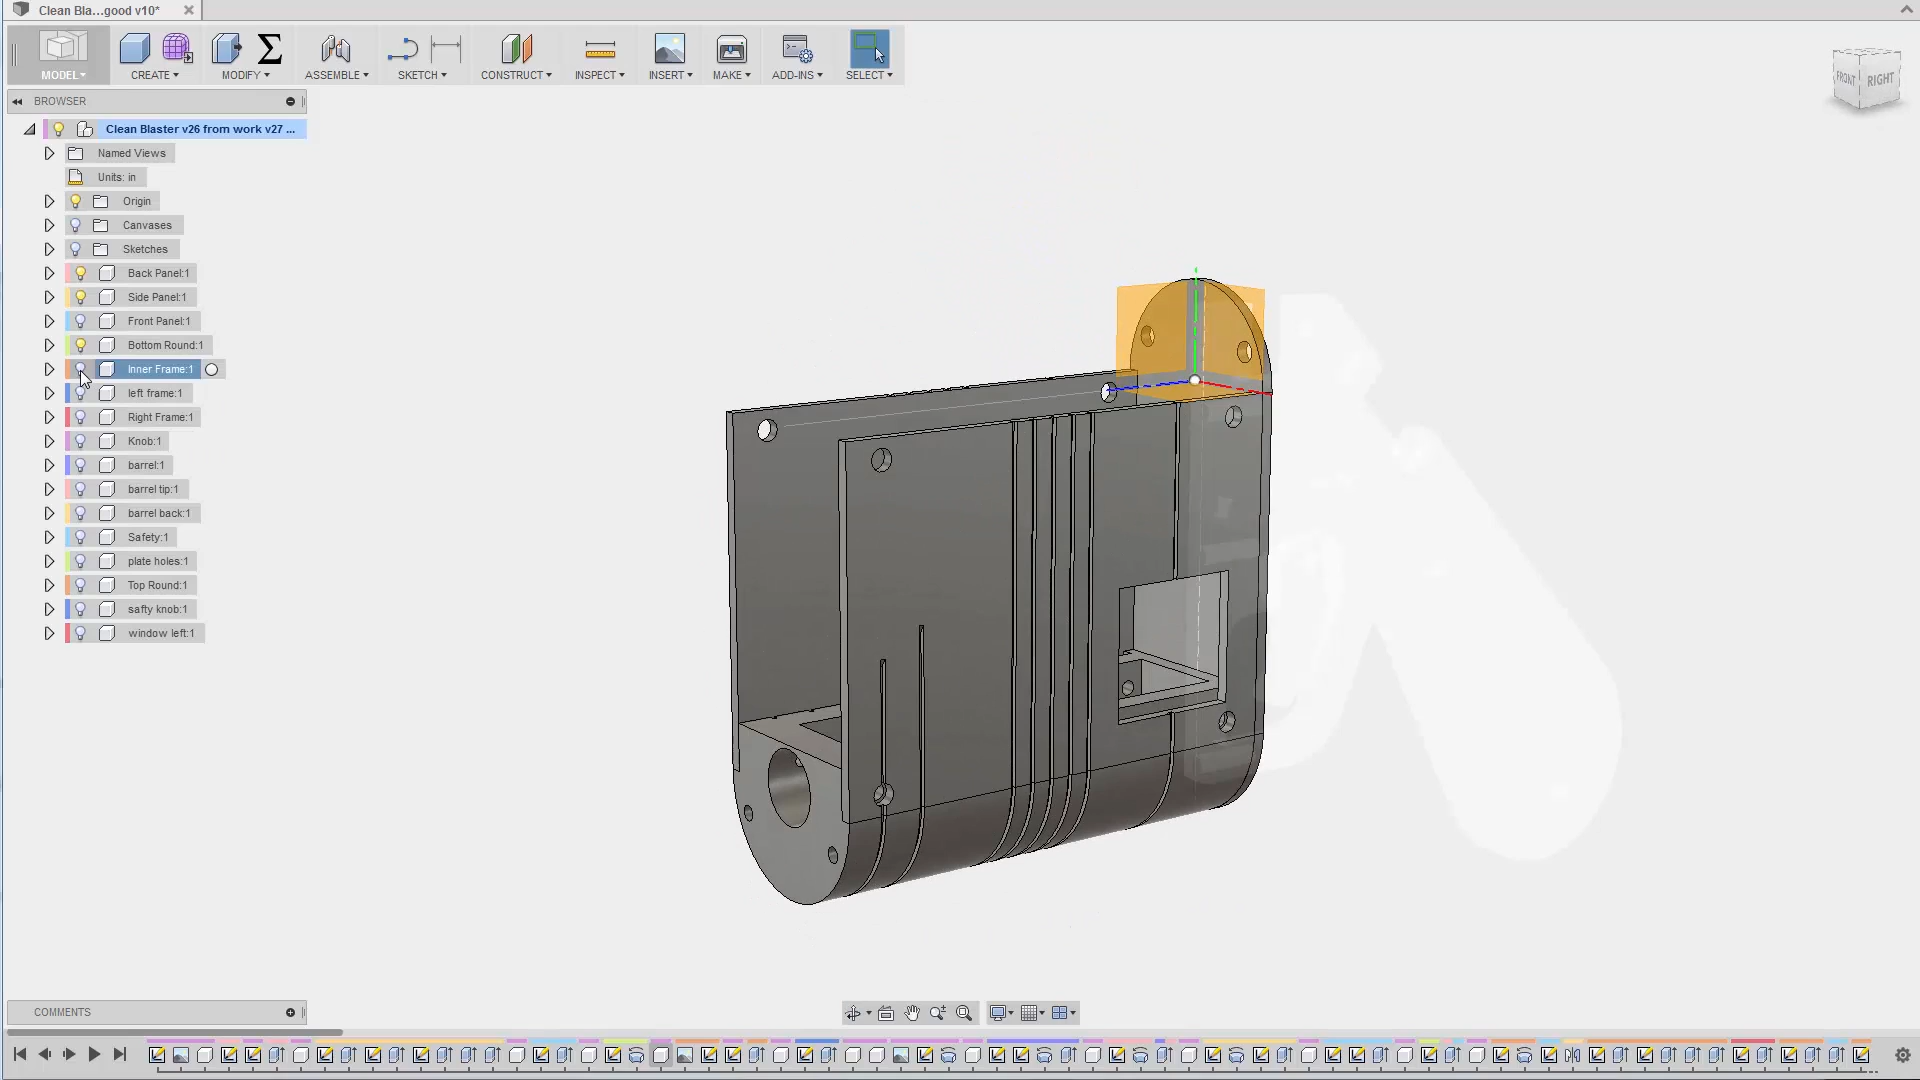 Clean Bla...good v10*
MODEL
CREATE
MODIFY
ASSEMBLE
SKETCH
CONSTRUCT
INSPECT
INSERT
MAKE
ADD-INS
SELECT
FRONT
RIGHT
BROWSER
Clean Blaster v26 from work v27 ...
Named Views
Units: in
Origin
Canvases
Sketches
Back Panel:1
Side Panel:1
Front Panel:1
Bottom Round:1
Inner Frame:1
left frame:1
Right Frame:1
Knob:1
barrel:1
barrel tip:1
barrel back:1
Safety:1
plate holes:1
Top Round:1
safty knob:1
window left:1
COMMENTS